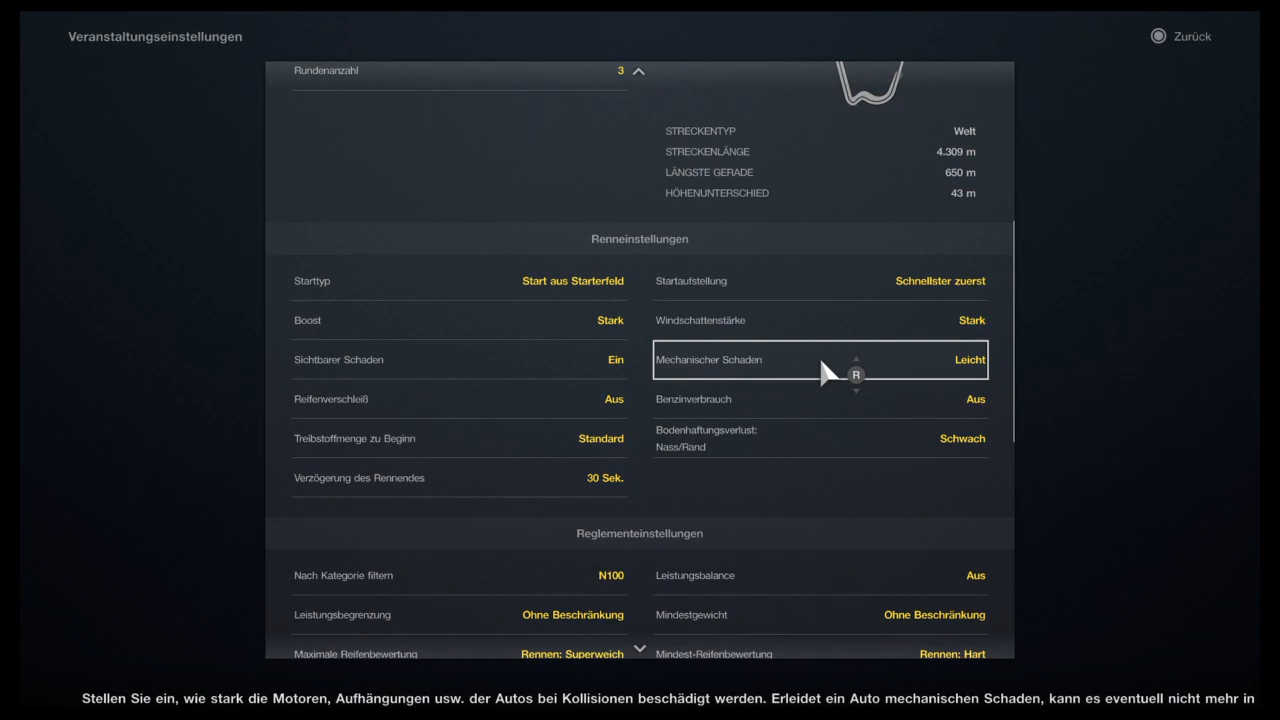 Veranstaltungseinstellungen
Zurück
Rundenanzahl 3
STRECKENTYP Welt
STRECKENLÄNGE 4.309 m
LÄNGSTE GERADE 650 m
HÖHENUNTERSCHIED 43 m
Renneinstellungen
Starttyp Start aus Starterfeld
Startaufstellung Schnellster zuerst
Boost Stark
Windschattenstärke Stark
Sichtbarer Schaden Ein
Mechanischer Schaden Leicht
R
Reifenverschleiß Aus
Benzinverbrauch Aus
Treibstoffmenge zu Beginn Standard
Bodenhaftungsverlust:
Nass/Rand Schwach
Verzögerung des Rennendes 30 Sek.
Reglementeinstellungen
Nach Kategorie filtern N100
Leistungsbalance Aus
Leistungsbegrenzung Ohne Beschränkung
Mindestgewicht Ohne Beschränkung
Maximale Reifenbewertung Rennen: Superweich
Mindest-Reifenbewertung Rennen: Hart
Stellen Sie ein, wie stark die Motoren, Aufhängungen usw. der Autos bei Kollisionen beschädigt werden. Erleidet ein Auto mechanischen Schaden, kann es eventuell nicht mehr in